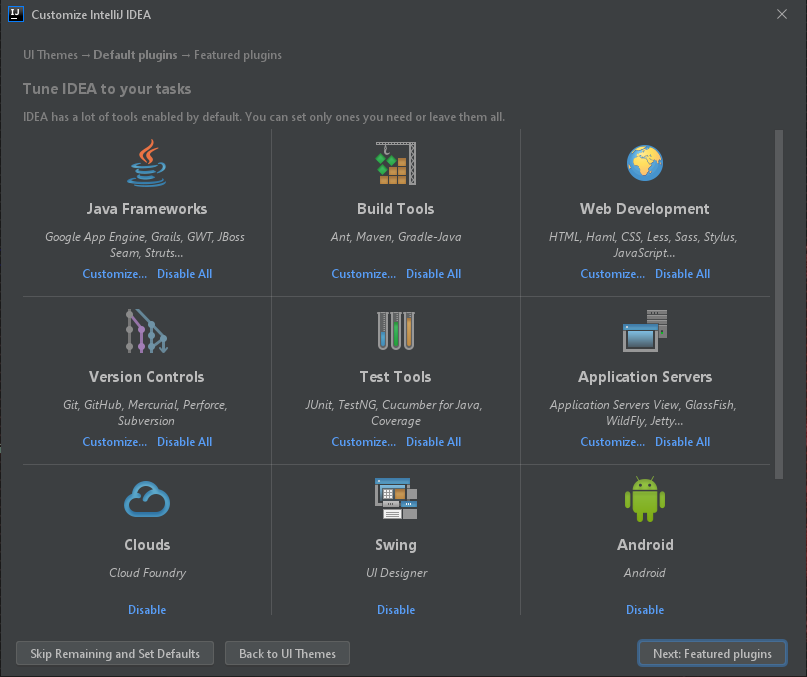 IJ
Customize IntelliJ IDEA
UI Themes → Default plugins → Featured plugins
Tune IDEA to your tasks
IDEA has a lot of tools enabled by default. You can set only ones you need or leave them all.
Java Frameworks
Google App Engine, Grails, GWT, JBoss
Seam, Struts...
Customize... Disable All
Build Tools
Ant, Maven, Gradle-Java
Customize... Disable All
Web Development
HTML, Haml, CSS, Less, Sass, Stylus,
JavaScript...
Customize... Disable All
Version Controls
Git, GitHub, Mercurial, Perforce,
Subversion
Customize... Disable All
Test Tools
JUnit, TestNG, Cucumber for Java,
Coverage
Customize... Disable All
Application Servers
Application Servers View, GlassFish,
WildFly, Jetty...
Customize... Disable All
Clouds
Cloud Foundry
Disable
Swing
UI Designer
Disable
Android
Android
Disable
Skip Remaining and Set Defaults
Back to UI Themes
Next: Featured plugins